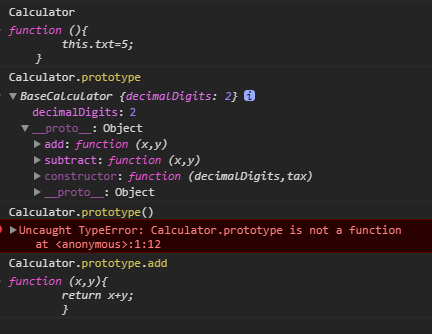 Calculator
function (){
this.txt=5;
}
Calculator.prototype
▼ BaseCalculator {decimalDigits: 2} i
decimalDigits: 2
▼ __proto__: Object
▶ add: function (x,y)
▶ subtract: function (x,y)
▶ constructor: function (decimalDigits,tax)
▶ __proto__: Object
Calculator.prototype()
▶ Uncaught TypeError: Calculator.prototype is not a function
at <anonymous>:1:12
Calculator.prototype.add
function (x,y){
return x+y;
}